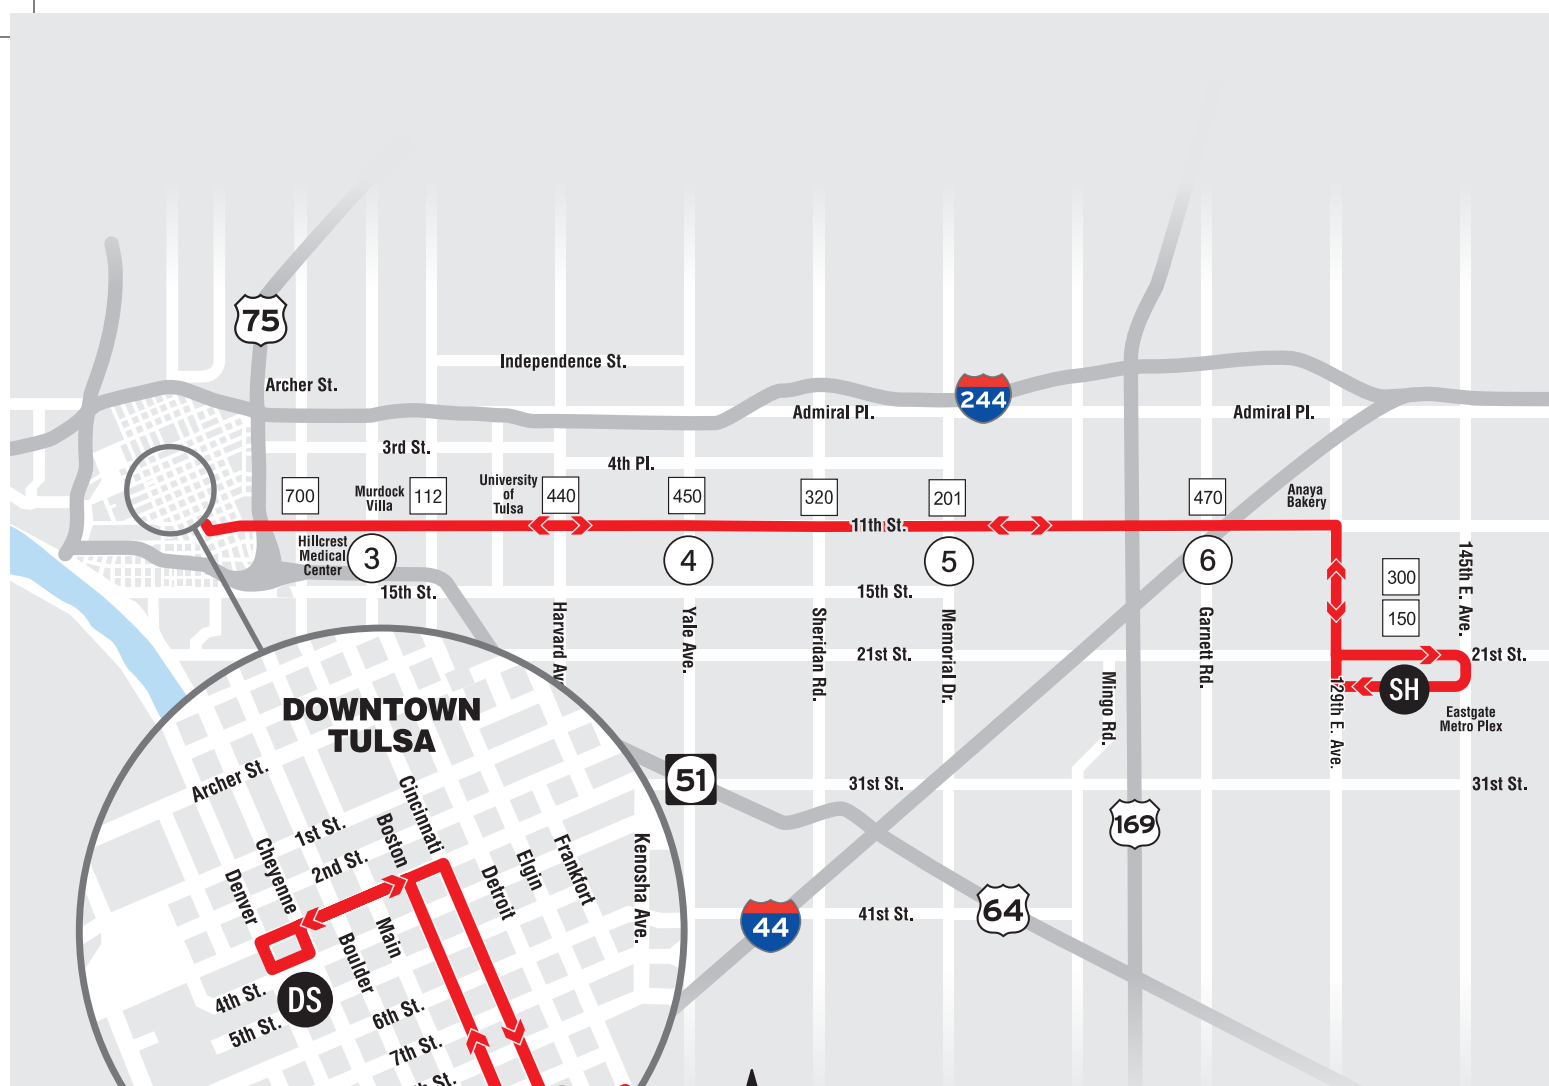 75
Independence St.
Archer St.
244
Admiral Pl.
Admiral Pl.
3rd St.
4th Pl.
700
Murdock
Villa
112
University
of
Tulsa
440
450
320
201
470
Anaya
Bakery
11th St.
Hillcrest
Medical
Center
3
4
5
6
15th St.
15th St.
300
150
145th E. Ave.
Harvard Av
Yale Ave.
Sheridan Rd.
Memorial Dr.
Garnett Rd.
Mingo Rd.
129th E. Ave.
21st St.
21st St.
SH
Eastgate
Metro Plex
DOWNTOWN
TULSA
51
31st St.
31st St.
169
Archer St.
1st St.
2nd St.
Cincinnati
Boston
Cheyenne
Denver
Detroit
Elgin
Frankfort
Kenosha Ave.
Main
Boulder
44
41st St.
64
4th St.
DS
5th St.
6th St.
7th St.
St.